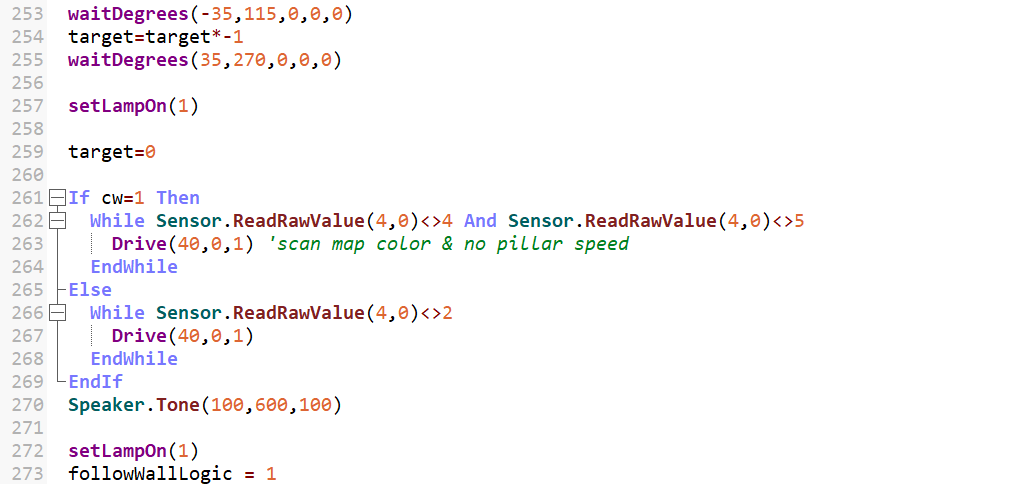 253 waitDegrees(-35,115,0,0,0)
254 target=target*-1
255 waitDegrees(35,270,0,0,0)
256
257 setLampOn(1)
258
259 target=0
260
261 If cw=1 Then
262 While Sensor.ReadRawValue(4,0)<>4 And Sensor.ReadRawValue(4,0)<>5
263 Drive(40,0,1) 'scan map color & no pillar speed
264 EndWhile
265 Else
266 While Sensor.ReadRawValue(4,0)<>2
267 Drive(40,0,1)
268 EndWhile
269 EndIf
270 Speaker.Tone(100,600,100)
271
272 setLampOn(1)
273 followWallLogic = 1